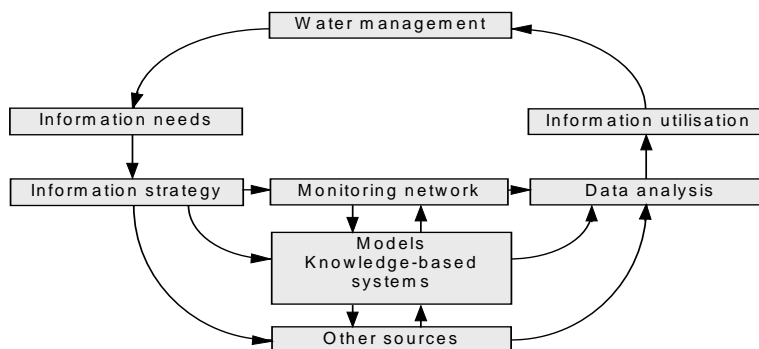 Water management
Information needs
Information utilisation
Information strategy
Monitoring network
Data analysis
Models
Knowledge-based
systems
Other sources